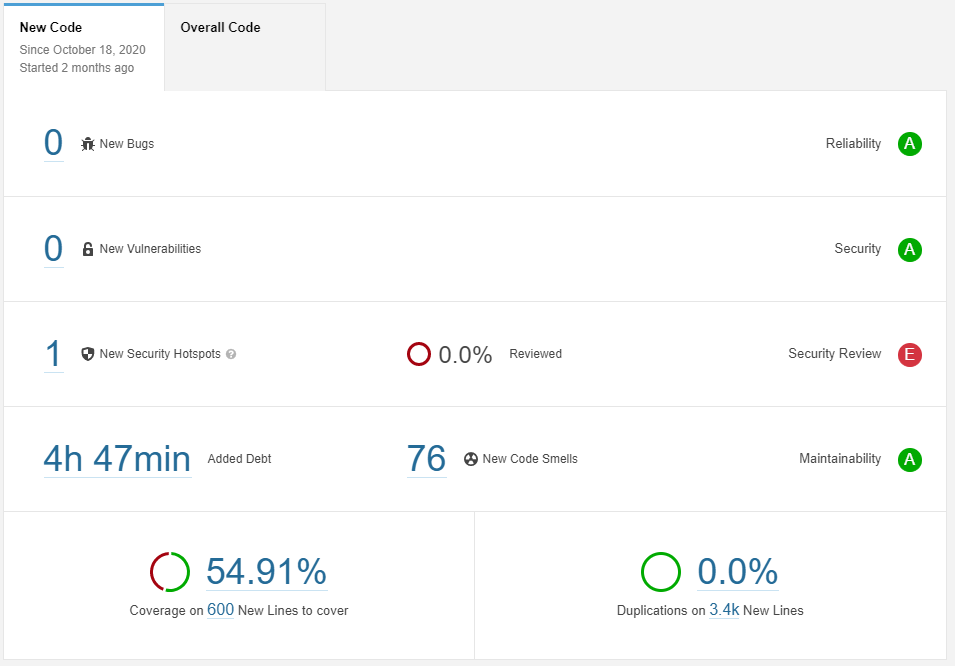 New Code
Since October 18, 2020
Started 2 months ago
Overall Code
0 New Bugs
Reliability A
0 New Vulnerabilities
Security A
1 New Security Hotspots ?
0.0% Reviewed
Security Review E
4h 47min Added Debt
76 New Code Smells
Maintainability A
54.91%
Coverage on 600 New Lines to cover
0.0%
Duplications on 3.4k New Lines